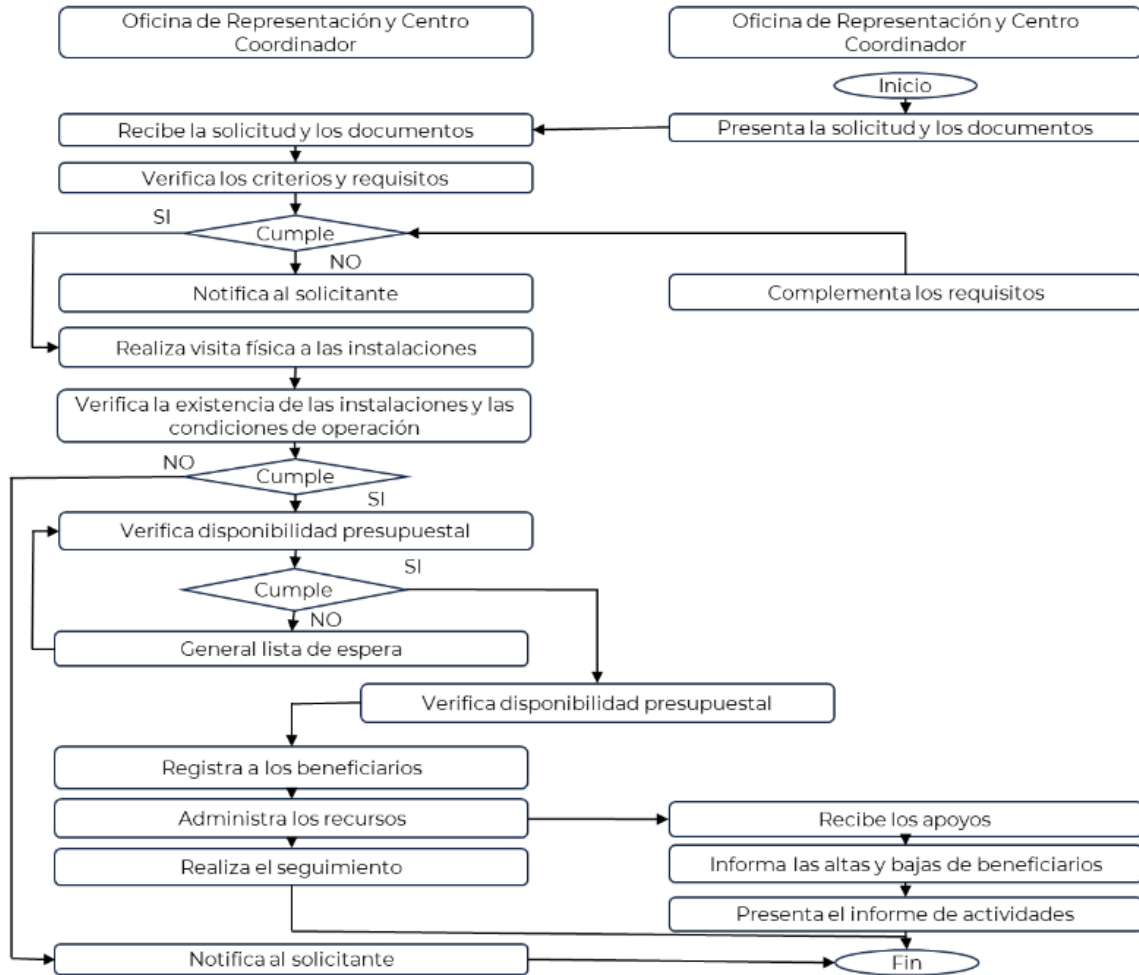 Oficina de Representación y Centro
Coordinador
Oficina de Representación y Centro
Coordinador
Inicio
Recibe la solicitud y los documentos
Presenta la solicitud y los documentos
Verifica los criterios y requisitos
SI
Cumple
NO
Notifica al solicitante
Complementa los requisitos
Realiza visita física a las instalaciones
Verifica la existencia de las instalaciones y las
condiciones de operación
NO
Cumple
SI
Verifica disponibilidad presupuestal
SI
Cumple
NO
General lista de espera
Verifica disponibilidad presupuestal
Registra a los beneficiarios
Administra los recursos
Recibe los apoyos
Realiza el seguimiento
Informa las altas y bajas de beneficiarios
Presenta el informe de actividades
Notifica al solicitante
Fin